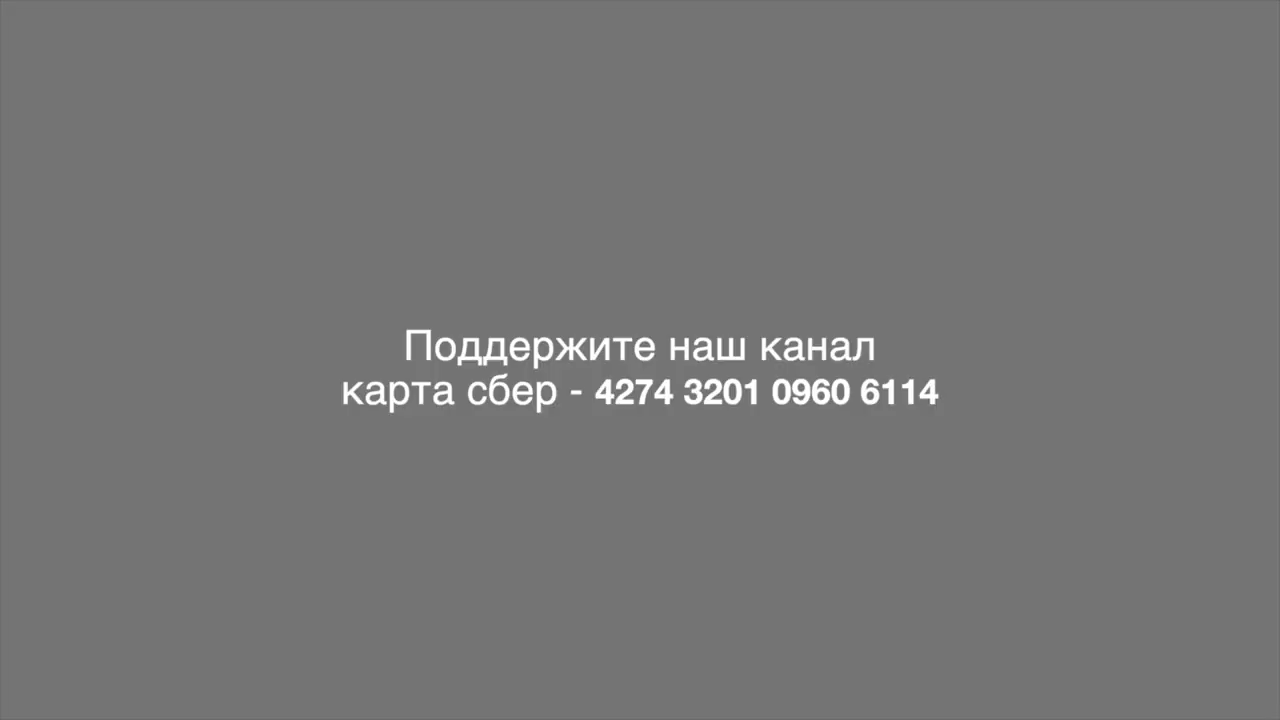 Поддержите наш канал
карта сбер - 4274 3201 0960 6114